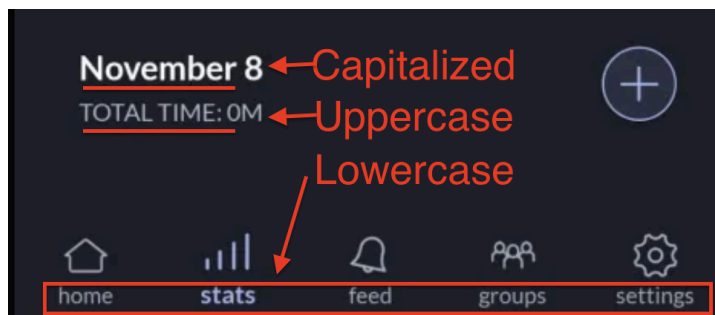 November 8 Capitalized
TOTAL TIME: 0M Uppercase
Lowercase
home stats feed groups settings